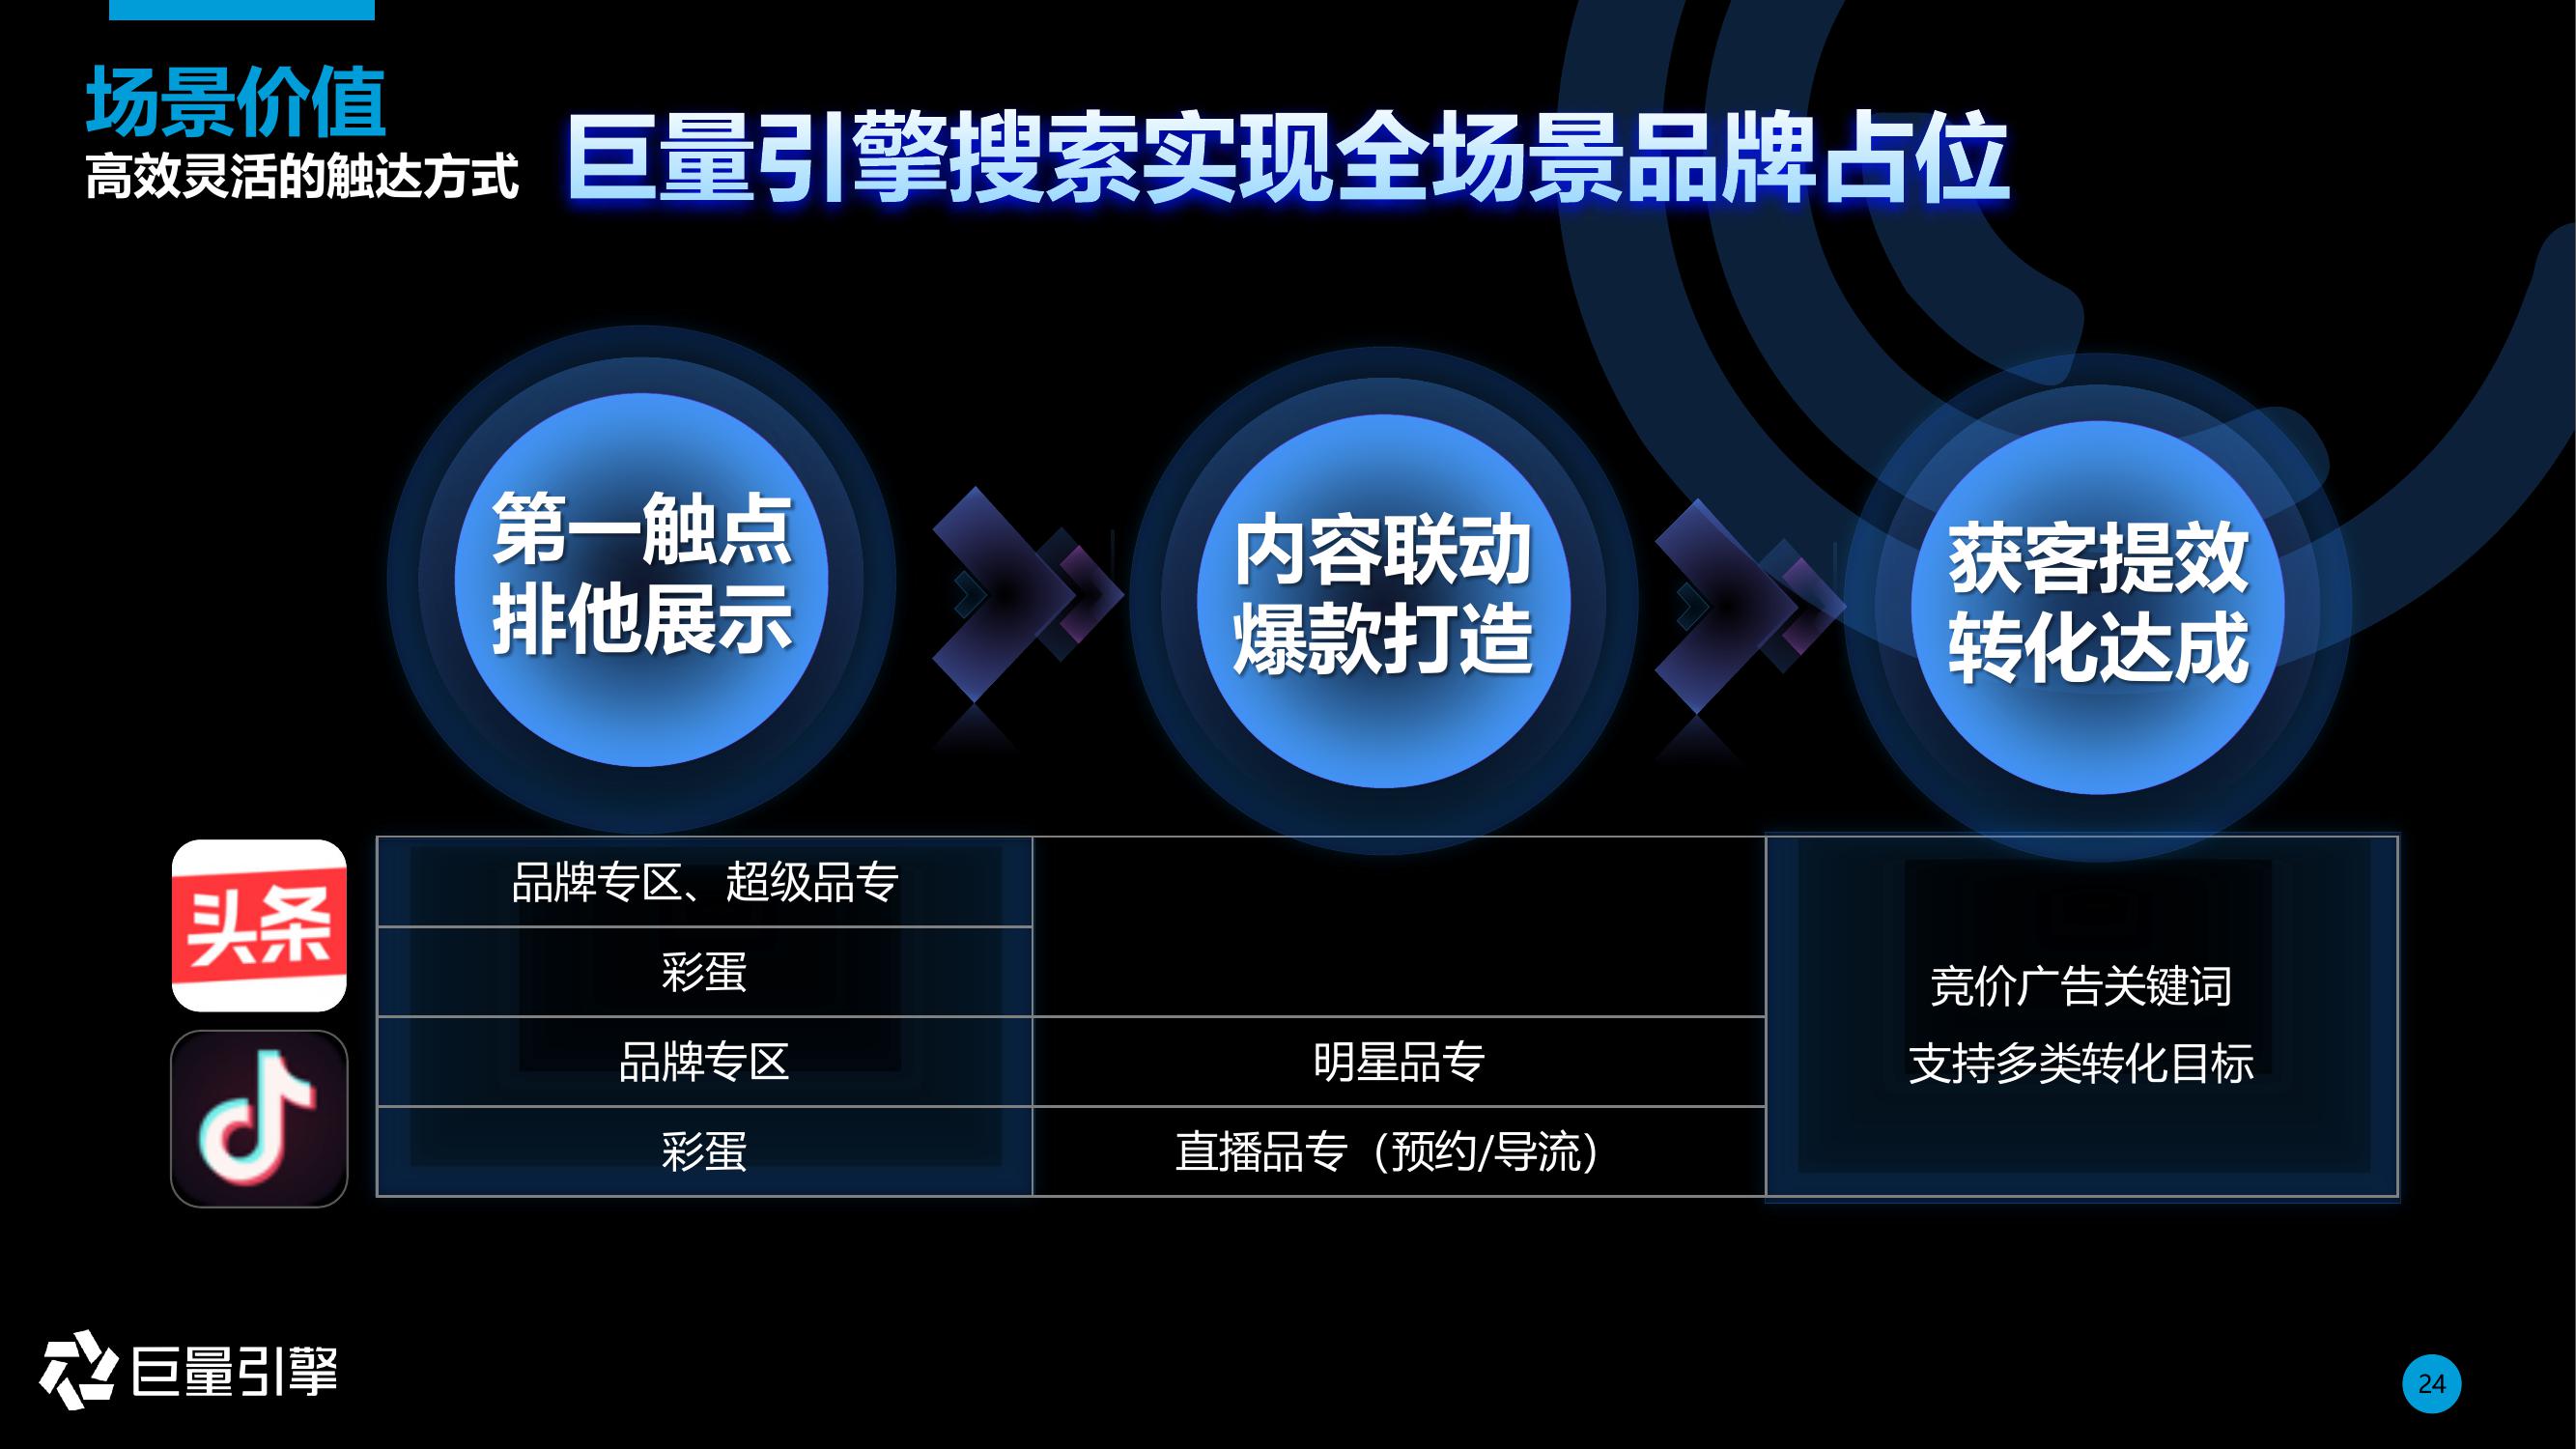 场景价值
高效灵活的触达方式
巨量引擎搜索实现全场景品牌占位
第一触点
排他展示
内容联动
爆款打造
获客提效
转化达成
头条
品牌专区、超级品专
彩蛋
品牌专区
明星品专
彩蛋
直播品专（预约/导流）
竞价广告关键词
支持多类转化目标
巨量引擎
24